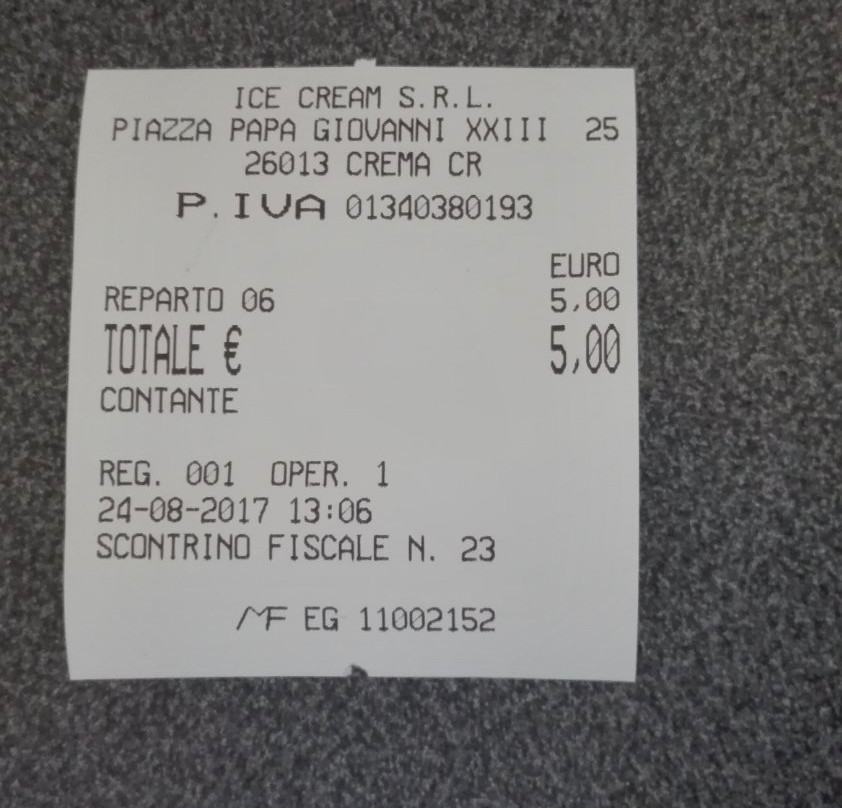 ICE CREAM S.R.L.
PIAZZA PAPA GIOVANNI XXIII 25
26013 CREMA CR
P.IVA 01340380193
EURO
REPARTO 06 5,00
TOTALE € 5,00
CONTANTE
REG. 001 OPER. 1
24-08-2017 13:06
SCONTRINO FISCALE N. 23
MF EG 11002152